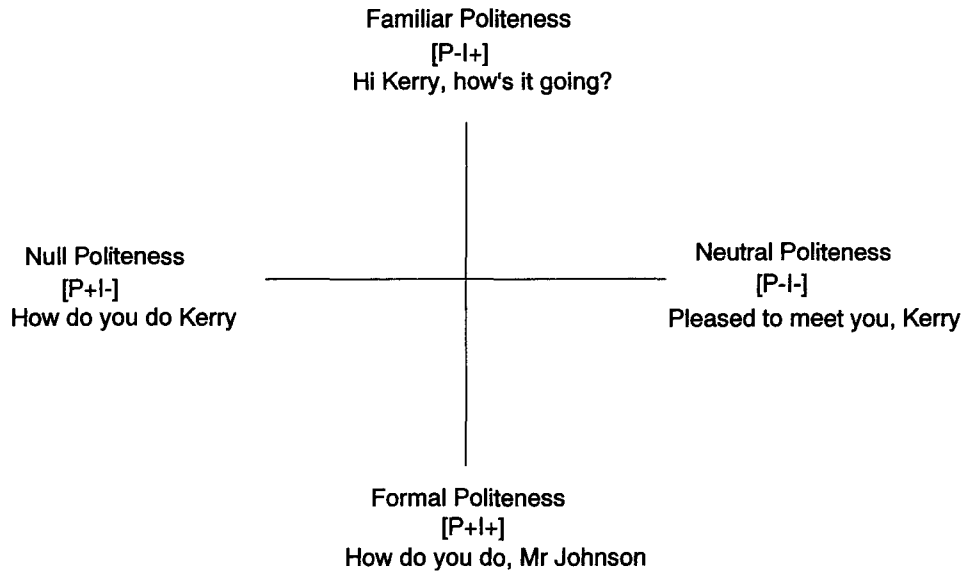 Familiar Politeness
[P-I+]
Hi Kerry, how's it going?
Null Politeness
[P+I-]
How do you do Kerry
Neutral Politeness
[P-I-]
Pleased to meet you, Kerry
Formal Politeness
[P+I+]
How do you do, Mr Johnson